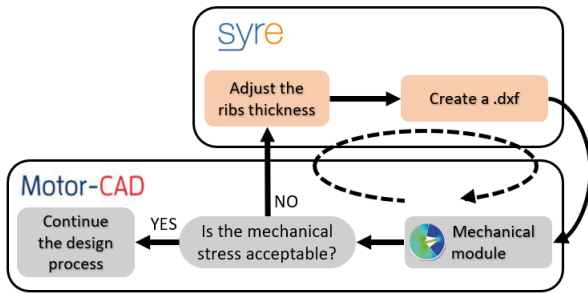 syre
Adjust the
ribs thickness
Create a .dxf
Motor-CAD
Continue
the design
process
YES
NO
Is the mechanical
stress acceptable?
Mechanical
module